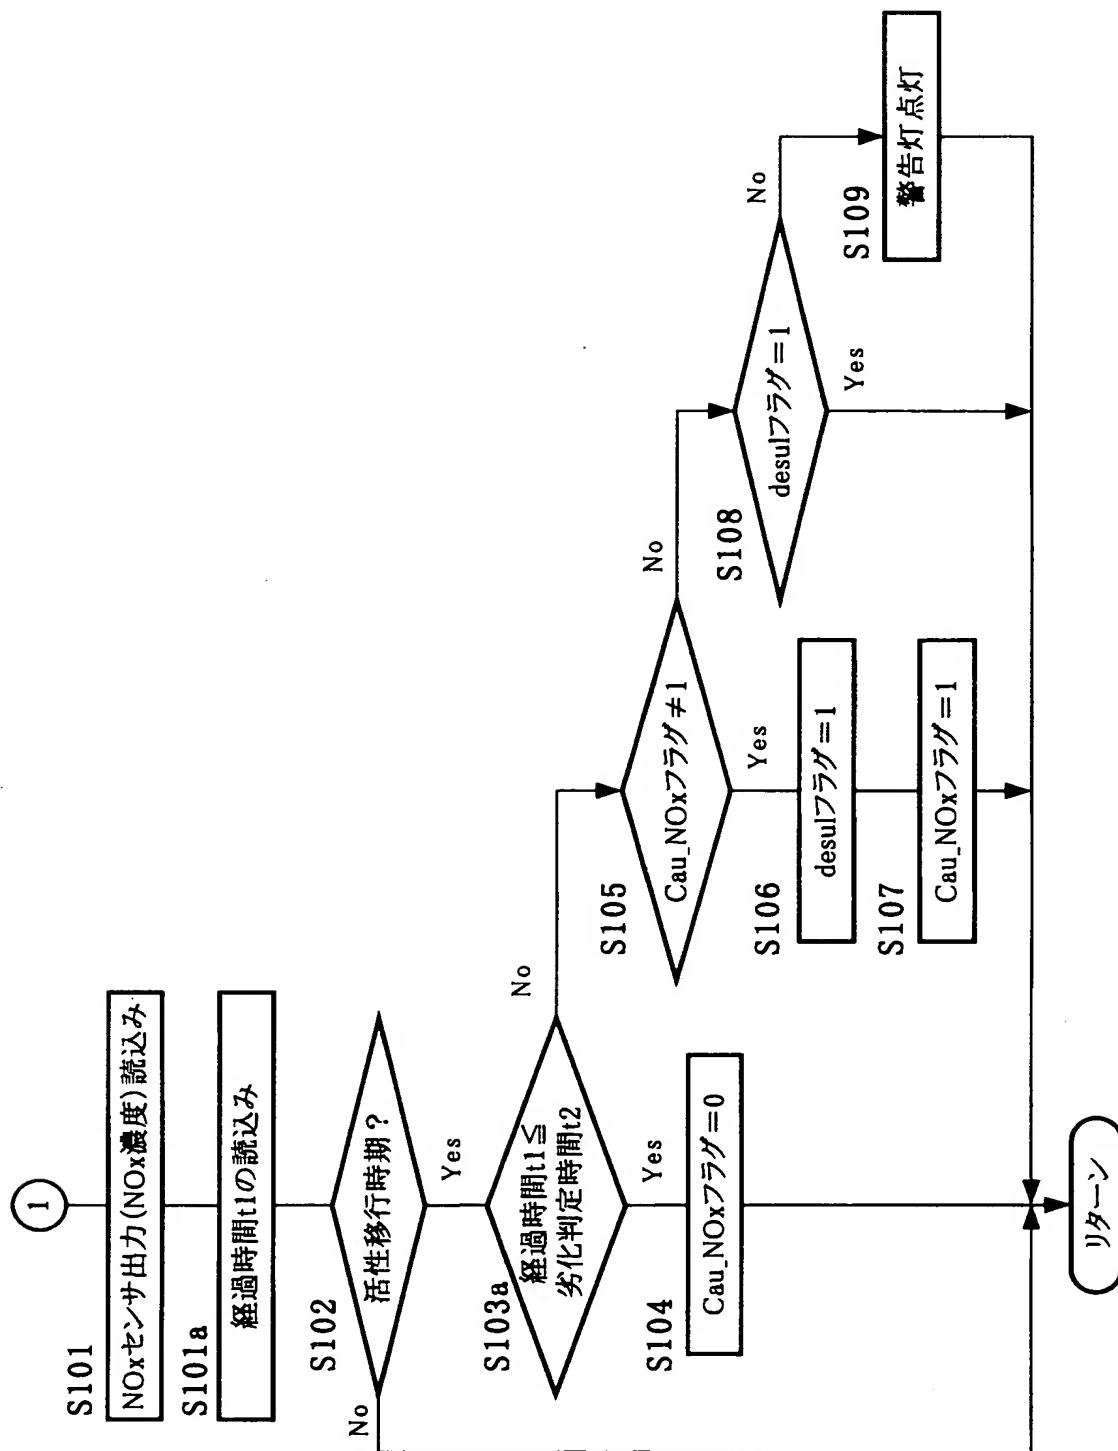 1
S101
NOxセンサ出力(NOx濃度)読込み
S101a
経過時間t1の読込み
S102
活性移行時期？
No
Yes
S103a
経過時間t1≦
劣化判定時間t2
No
Yes
S104
Cau_NOxフラグ＝0
S105
Cau_NOxフラグ≠1
No
Yes
S106
desulフラグ＝1
S107
Cau_NOxフラグ＝1
S108
desulフラグ＝1
No
Yes
S109
警告灯点灯
リターン